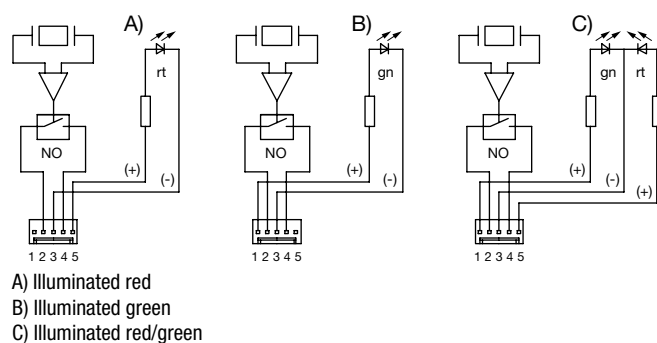 A)
B)
C)
rt
gn
gn
rt
NO
NO
NO
(+)
(-)
(+)
(-)
(+)
(-)
(+)
1 2 3 4 5
1 2 3 4 5
1 2 3 4 5
A) Illuminated red
B) Illuminated green
C) Illuminated red/green